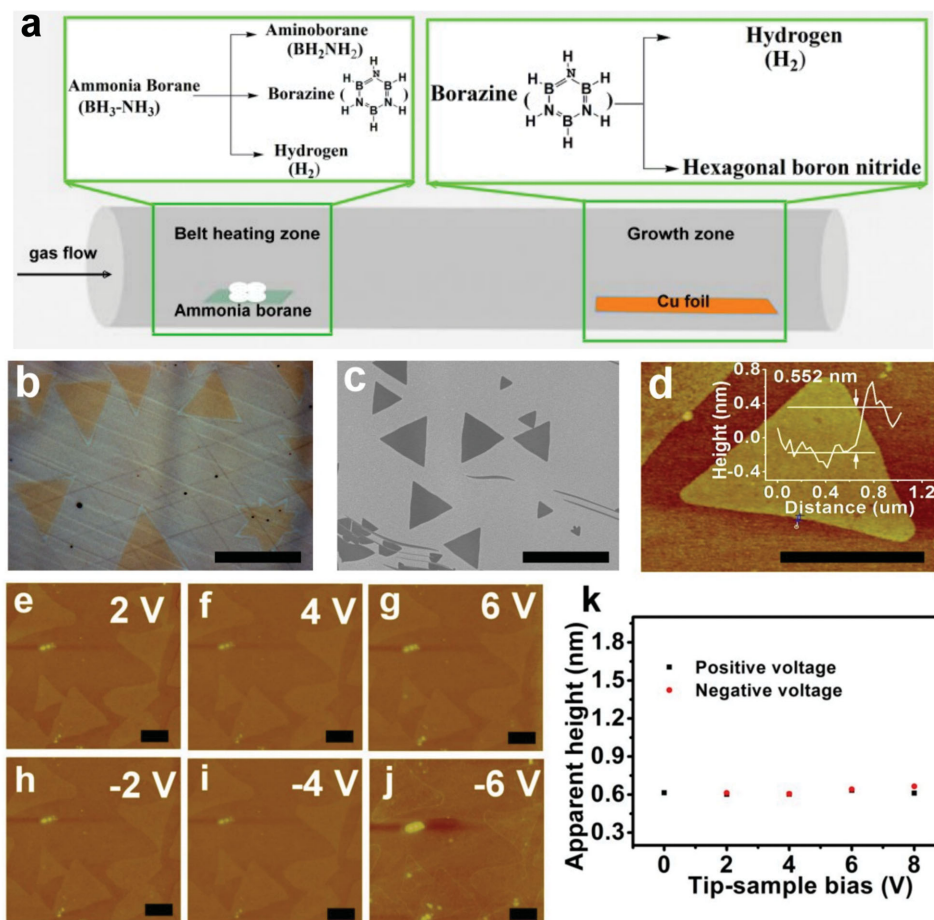 a
Aminoborane
(BH₂NH₂)
Ammonia Borane
(BH₃-NH₃)
Borazine ( )
H
H N H
B B
N B N
H H
H
Hydrogen
(H₂)
Hydrogen
(H₂)
Borazine ( )
H
H N H
B B
N B N
H H
H
Hexagonal boron nitride
Belt heating zone
Growth zone
gas flow
Ammonia borane
Cu foil
b
c
d
0.8
0.4
0.0
-0.4
Height (nm)
0.552 nm
0.0 0.4 0.8 1.2
Distance (um)
e
2 V
f
4 V
g
6 V
h
-2 V
i
-4 V
j
-6 V
k
Apparent height (nm)
1.8
1.5
1.2
0.9
0.6
0.3
Positive voltage
Negative voltage
0 2 4 6 8
Tip-sample bias (V)